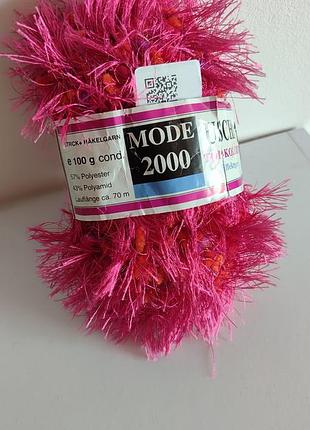 STRICK+ HÄKELGARN
e 100 g cond.
57% Polyester
43% Polyamid
Lauflänge ca. 70 m
MODE
2000